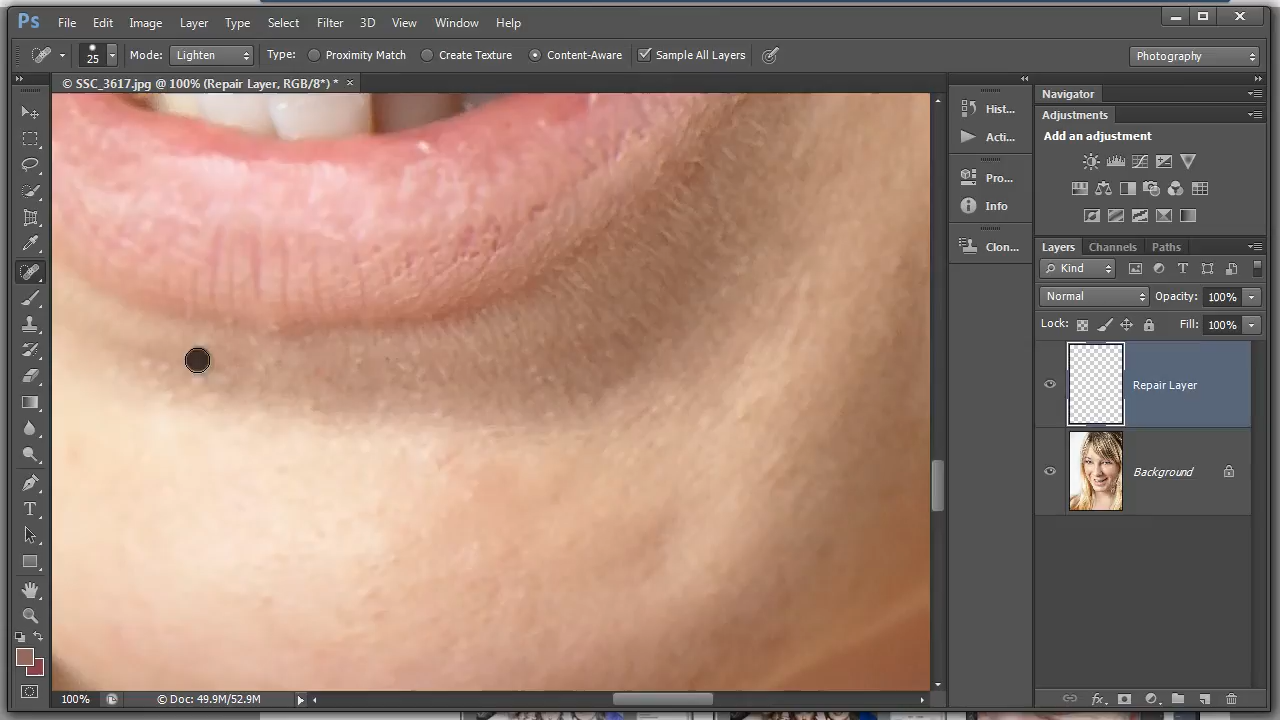 Ps File Edit Image Layer Type Select Filter 3D View Window Help
25 Mode: Lighten Type: Proximity Match Create Texture Content-Aware Sample All Layers Photography
© SSC_3617.jpg @ 100% (Repair Layer, RGB/8*) * ×
Hist...
Acti...
Pro...
Info
Clon...
Navigator
Adjustments
Add an adjustment
Layers Channels Paths
Kind
Normal Opacity: 100%
Lock: Fill: 100%
Repair Layer
Background
100% © Doc: 49.9M/52.9M